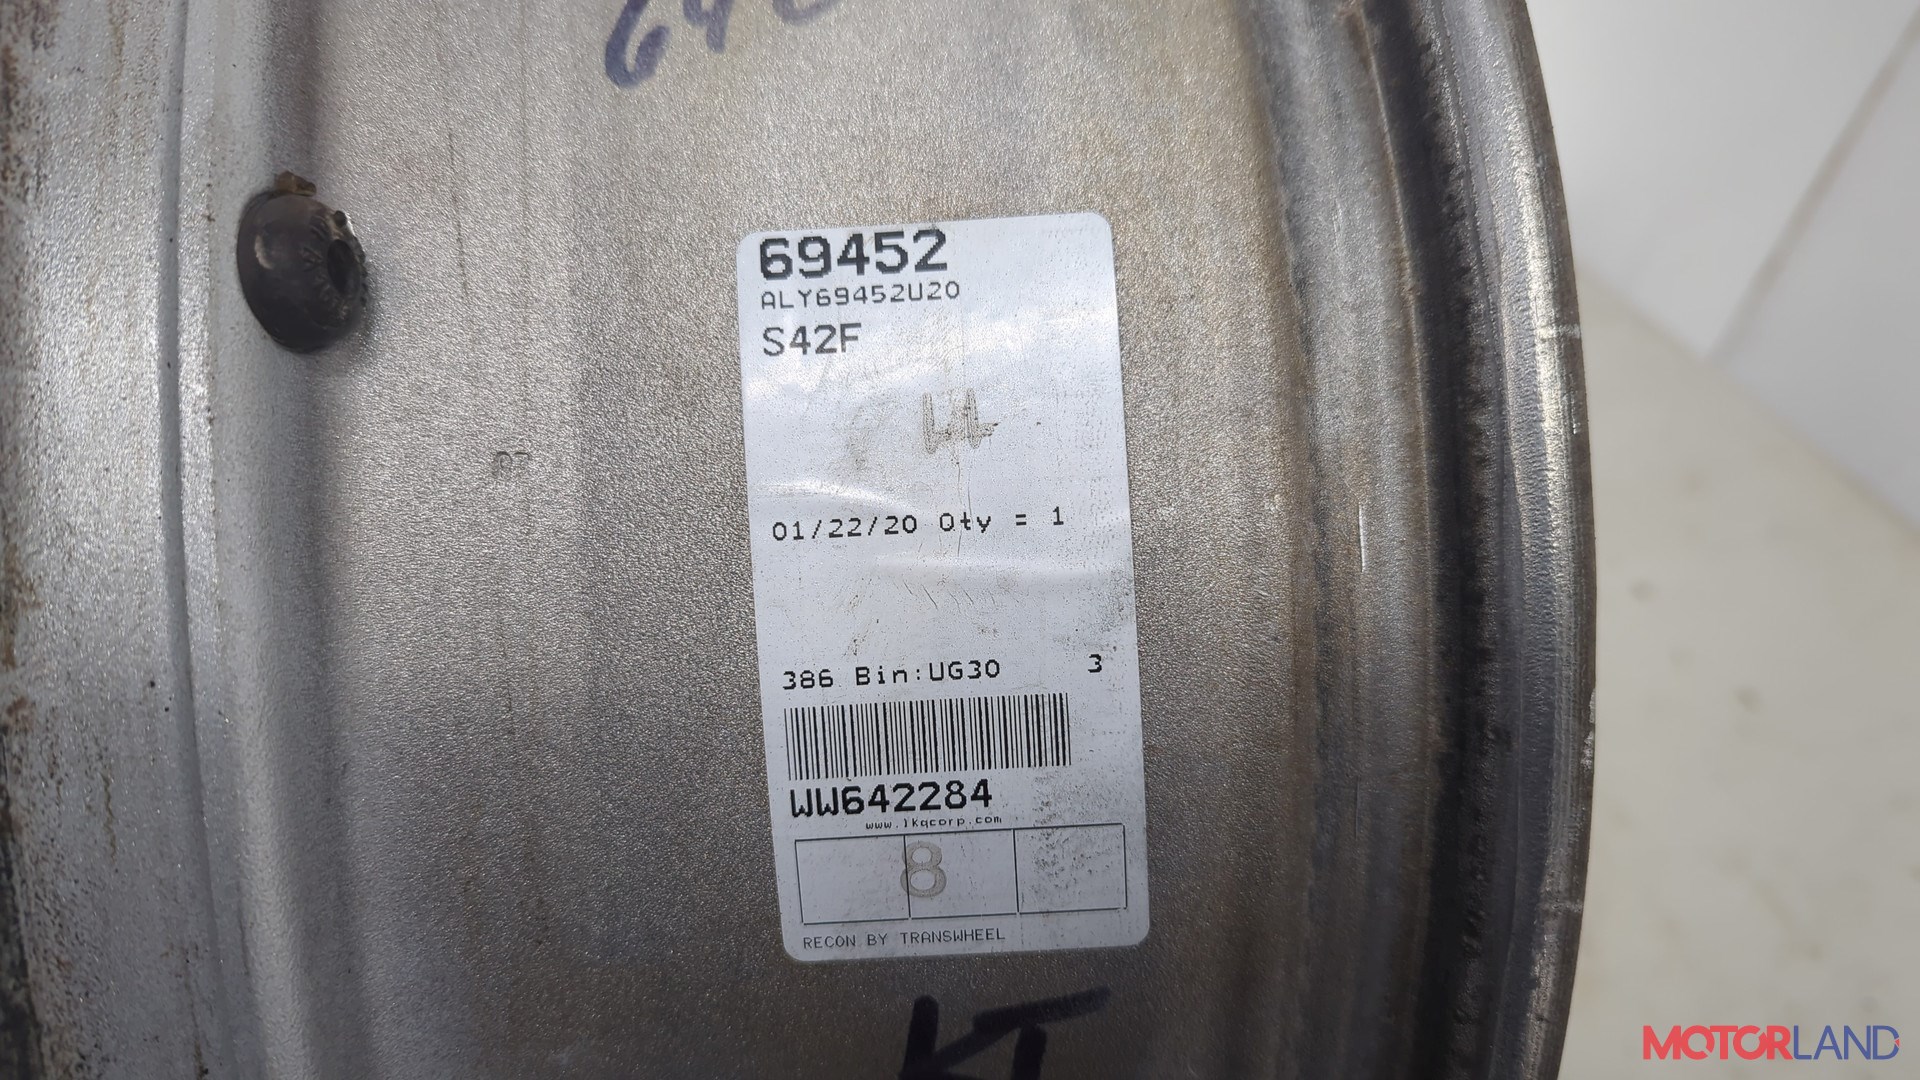 69452
ALY69452U20
S42F
01/22/20 Qty = 1
386 Bin:UG30 3
WW642284
www.lkqcorp.com
8
RECON BY TRANSWHEEL
MOTORLAND